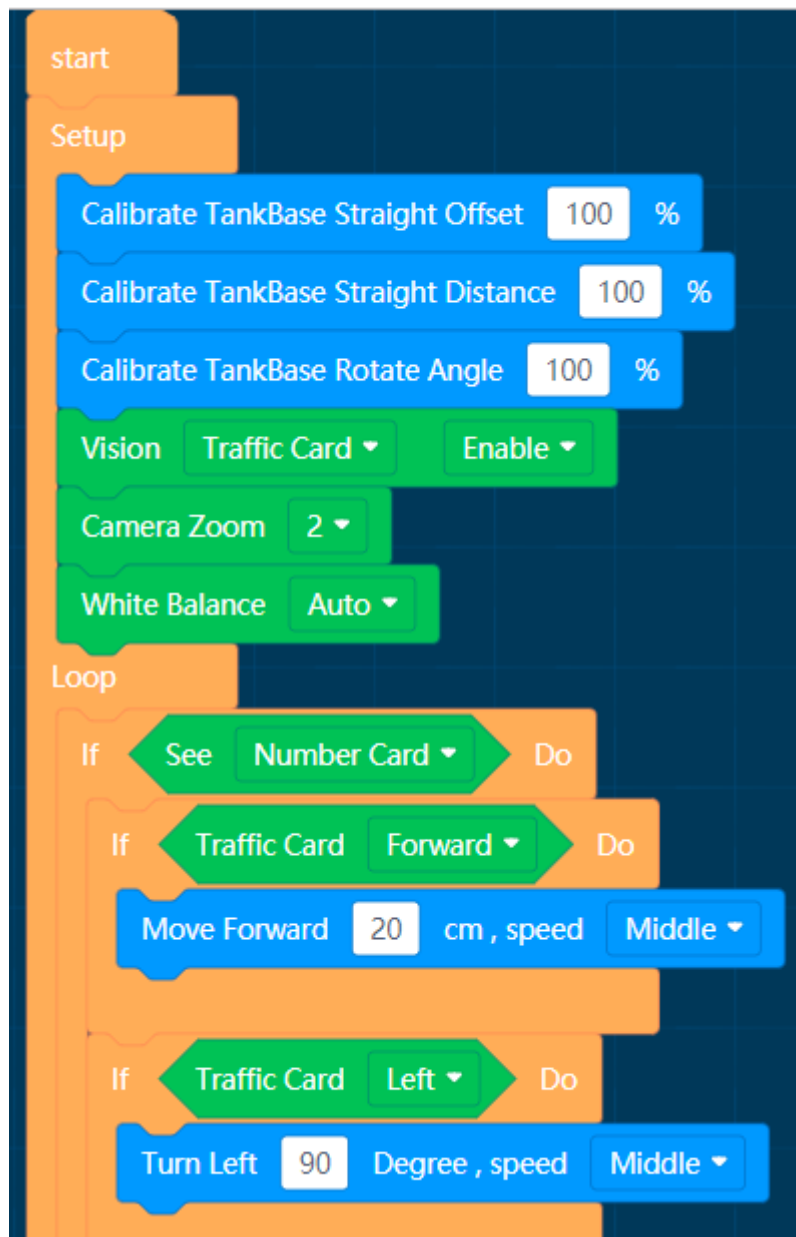 start
Setup
Calibrate TankBase Straight Offset 100 %
Calibrate TankBase Straight Distance 100 %
Calibrate TankBase Rotate Angle 100 %
Vision Traffic Card Enable
Camera Zoom 2
White Balance Auto
Loop
If See Number Card Do
If Traffic Card Forward Do
Move Forward 20 cm , speed Middle
If Traffic Card Left Do
Turn Left 90 Degree , speed Middle